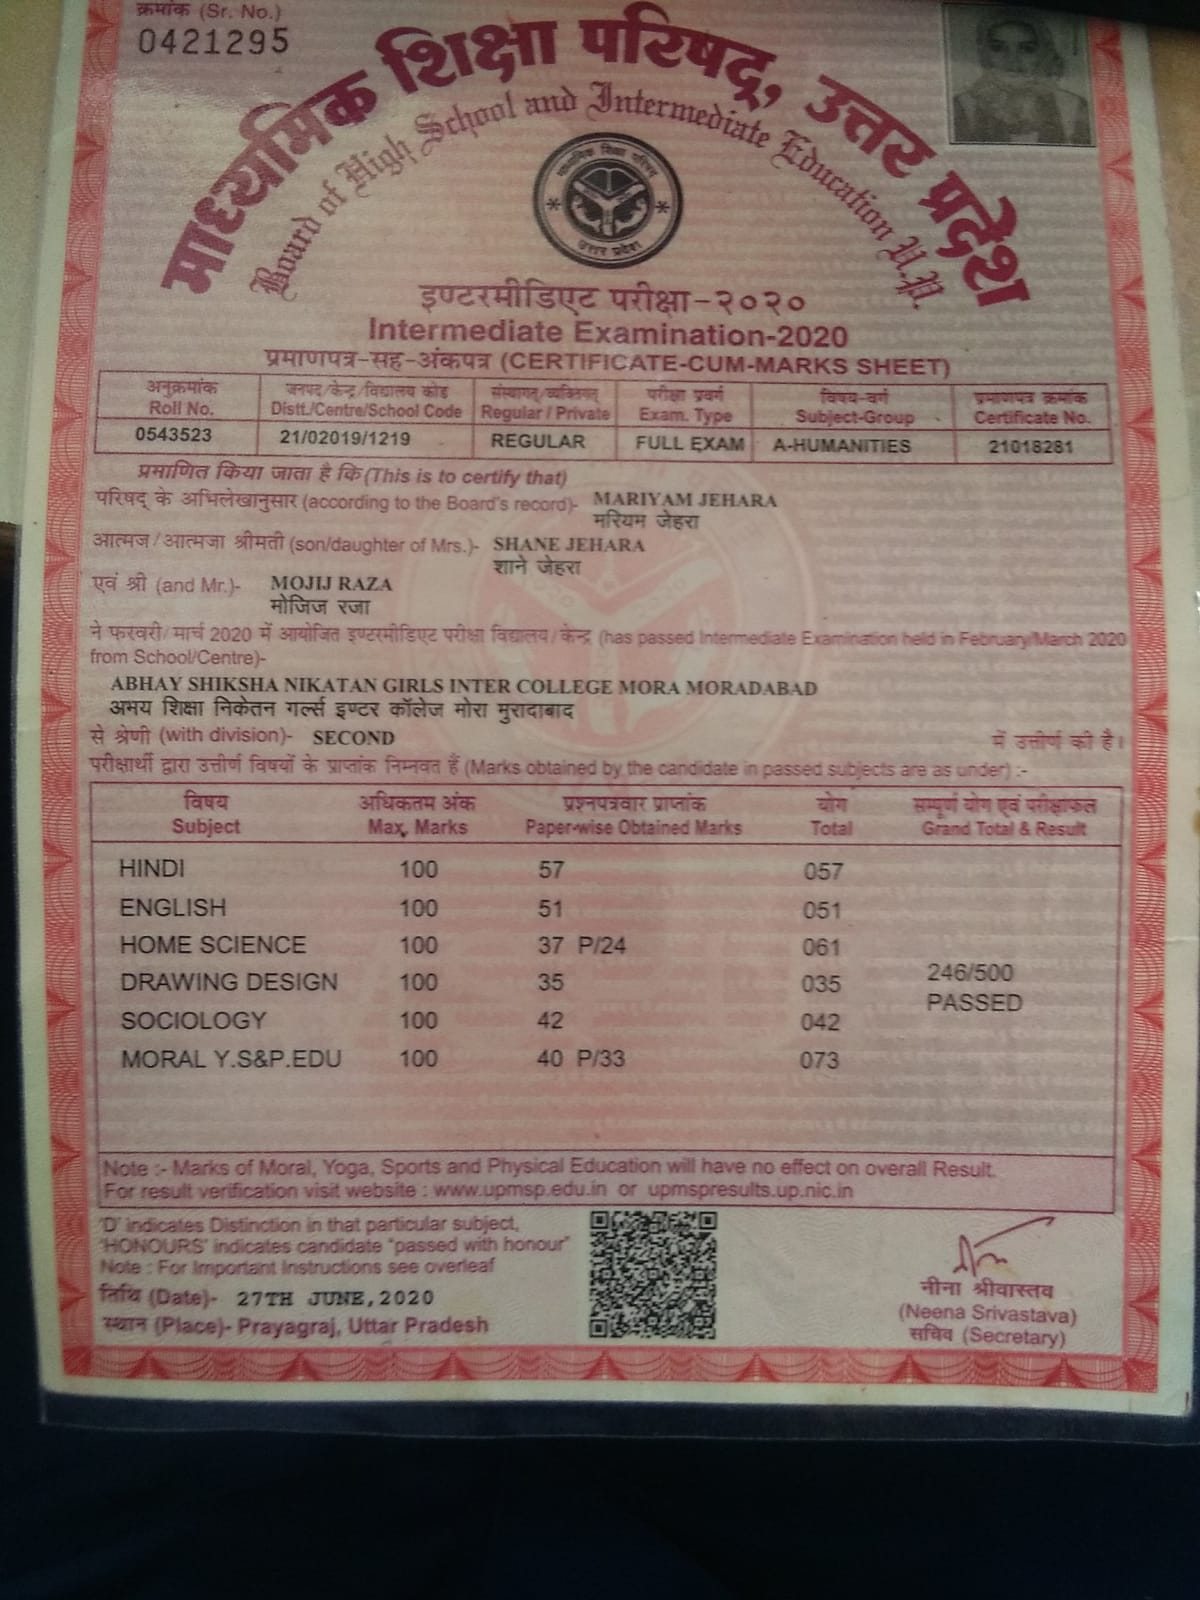 क्रमांक (Sr. No.)
0421295
माध्यमिक शिक्षा परिषद्, उत्तर प्रदेश
Board of High School and Intermediate Education U.P.
माध्यमिक शिक्षा परिषद
उत्तर प्रदेश
इण्टरमीडिएट परीक्षा-२०२०
Intermediate Examination-2020
प्रमाणपत्र-सह-अंकपत्र (CERTIFICATE-CUM-MARKS SHEET)
अनुक्रमांक जनपद/केन्द्र/विद्यालय कोड संस्थागत/व्यक्तिगत परीक्षा प्रवर्ग विषय-वर्ग प्रमाणपत्र क्रमांक
Roll No. Distt./Centre/School Code Regular / Private Exam. Type Subject-Group Certificate No.
0543523 21/02019/1219 REGULAR FULL EXAM A-HUMANITIES 21018281
प्रमाणित किया जाता है कि (This is to certify that)
परिषद् के अभिलेखानुसार (according to the Board's record)- MARIYAM JEHARA
मरियम जेहरा
आत्मज/आत्मजा श्रीमती (son/daughter of Mrs.)- SHANE JEHARA
शाने जेहरा
एवं श्री (and Mr.)- MOJIJ RAZA
मोजिज रजा
ने फरवरी/मार्च 2020 में आयोजित इण्टरमीडिएट परीक्षा विद्यालय/केन्द्र (has passed Intermediate Examination held in February/March 2020
from School/Centre)-
ABHAY SHIKSHA NIKATAN GIRLS INTER COLLEGE MORA MORADABAD
अभय शिक्षा निकेतन गर्ल्स इण्टर कॉलेज मोरा मुरादाबाद
से श्रेणी (with division)- SECOND में उत्तीर्ण की है।
परीक्षार्थी द्वारा उत्तीर्ण विषयों के प्राप्तांक निम्नवत हैं (Marks obtained by the candidate in passed subjects are as under) :-
विषय अधिकतम अंक प्रश्नपत्रवार प्राप्तांक योग सम्पूर्ण योग एवं परीक्षाफल
Subject Max. Marks Paper-wise Obtained Marks Total Grand Total & Result
HINDI 100 57 057
ENGLISH 100 51 051
HOME SCIENCE 100 37 P/24 061
DRAWING DESIGN 100 35 035
246/500
PASSED
SOCIOLOGY 100 42 042
MORAL Y.S&P.EDU 100 40 P/33 073
Note :- Marks of Moral, Yoga, Sports and Physical Education will have no effect on overall Result.
For result verification visit website : www.upmsp.edu.in or upmspresults.up.nic.in
'D' indicates Distinction in that particular subject,
'HONOURS' indicates candidate "passed with honour"
Note : For Important Instructions see overleaf
तिथि (Date)- 27TH JUNE,2020
स्थान (Place)- Prayagraj, Uttar Pradesh
नीना श्रीवास्तव
(Neena Srivastava)
सचिव (Secretary)